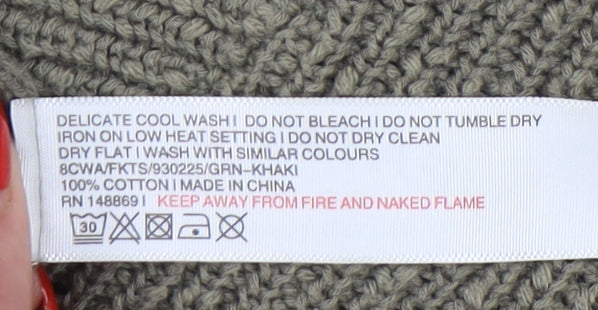 DELICATE COOL WASH | DO NOT BLEACH | DO NOT TUMBLE DRY
IRON ON LOW HEAT SETTING | DO NOT DRY CLEAN
DRY FLAT | WASH WITH SIMILAR COLOURS
8CWA/FKTS/930225/GRN-KHAKI
100% COTTON | MADE IN CHINA
RN 148869 | KEEP AWAY FROM FIRE AND NAKED FLAME
30